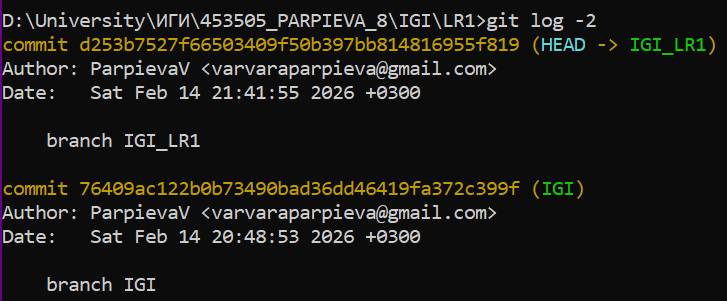 D:\University\ИГИ\453505_PARPIEVA_8\IGI\LR1>git log -2
commit d253b7527f66503409f50b397bb814816955f819 (HEAD -> IGI_LR1)
Author: ParpievaV <varvaraparpieva@gmail.com>
Date:   Sat Feb 14 21:41:55 2026 +0300
    branch IGI_LR1
commit 76409ac122b0b73490bad36dd46419fa372c399f (IGI)
Author: ParpievaV <varvaraparpieva@gmail.com>
Date:   Sat Feb 14 20:48:53 2026 +0300
    branch IGI